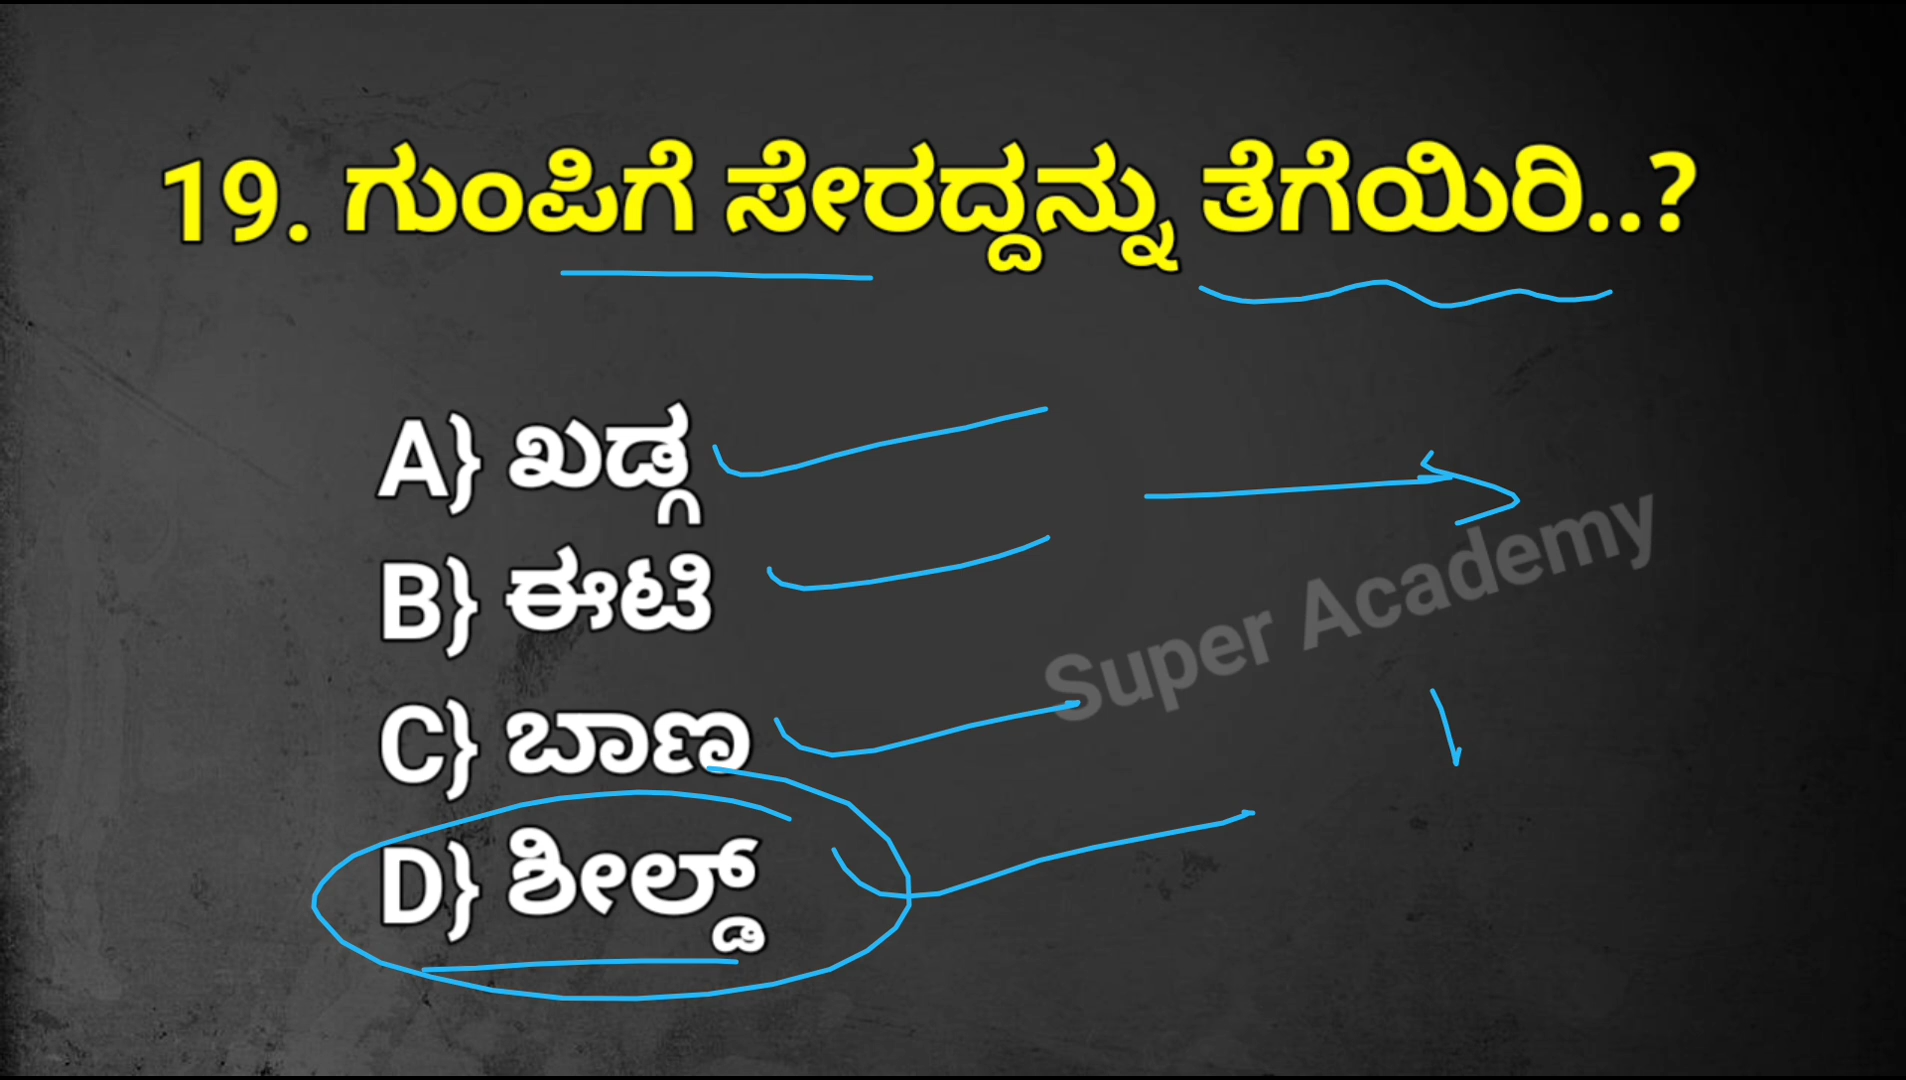 19. ಗುಂಪಿಗೆ ಸೇರದ್ದನ್ನು ತೆಗೆಯಿರಿ..?
A} ಖಡ್ಗ
B} ಈಟಿ
C} ಬಾಣ
D} ಶೀಲ್ಡ್
Super Academy